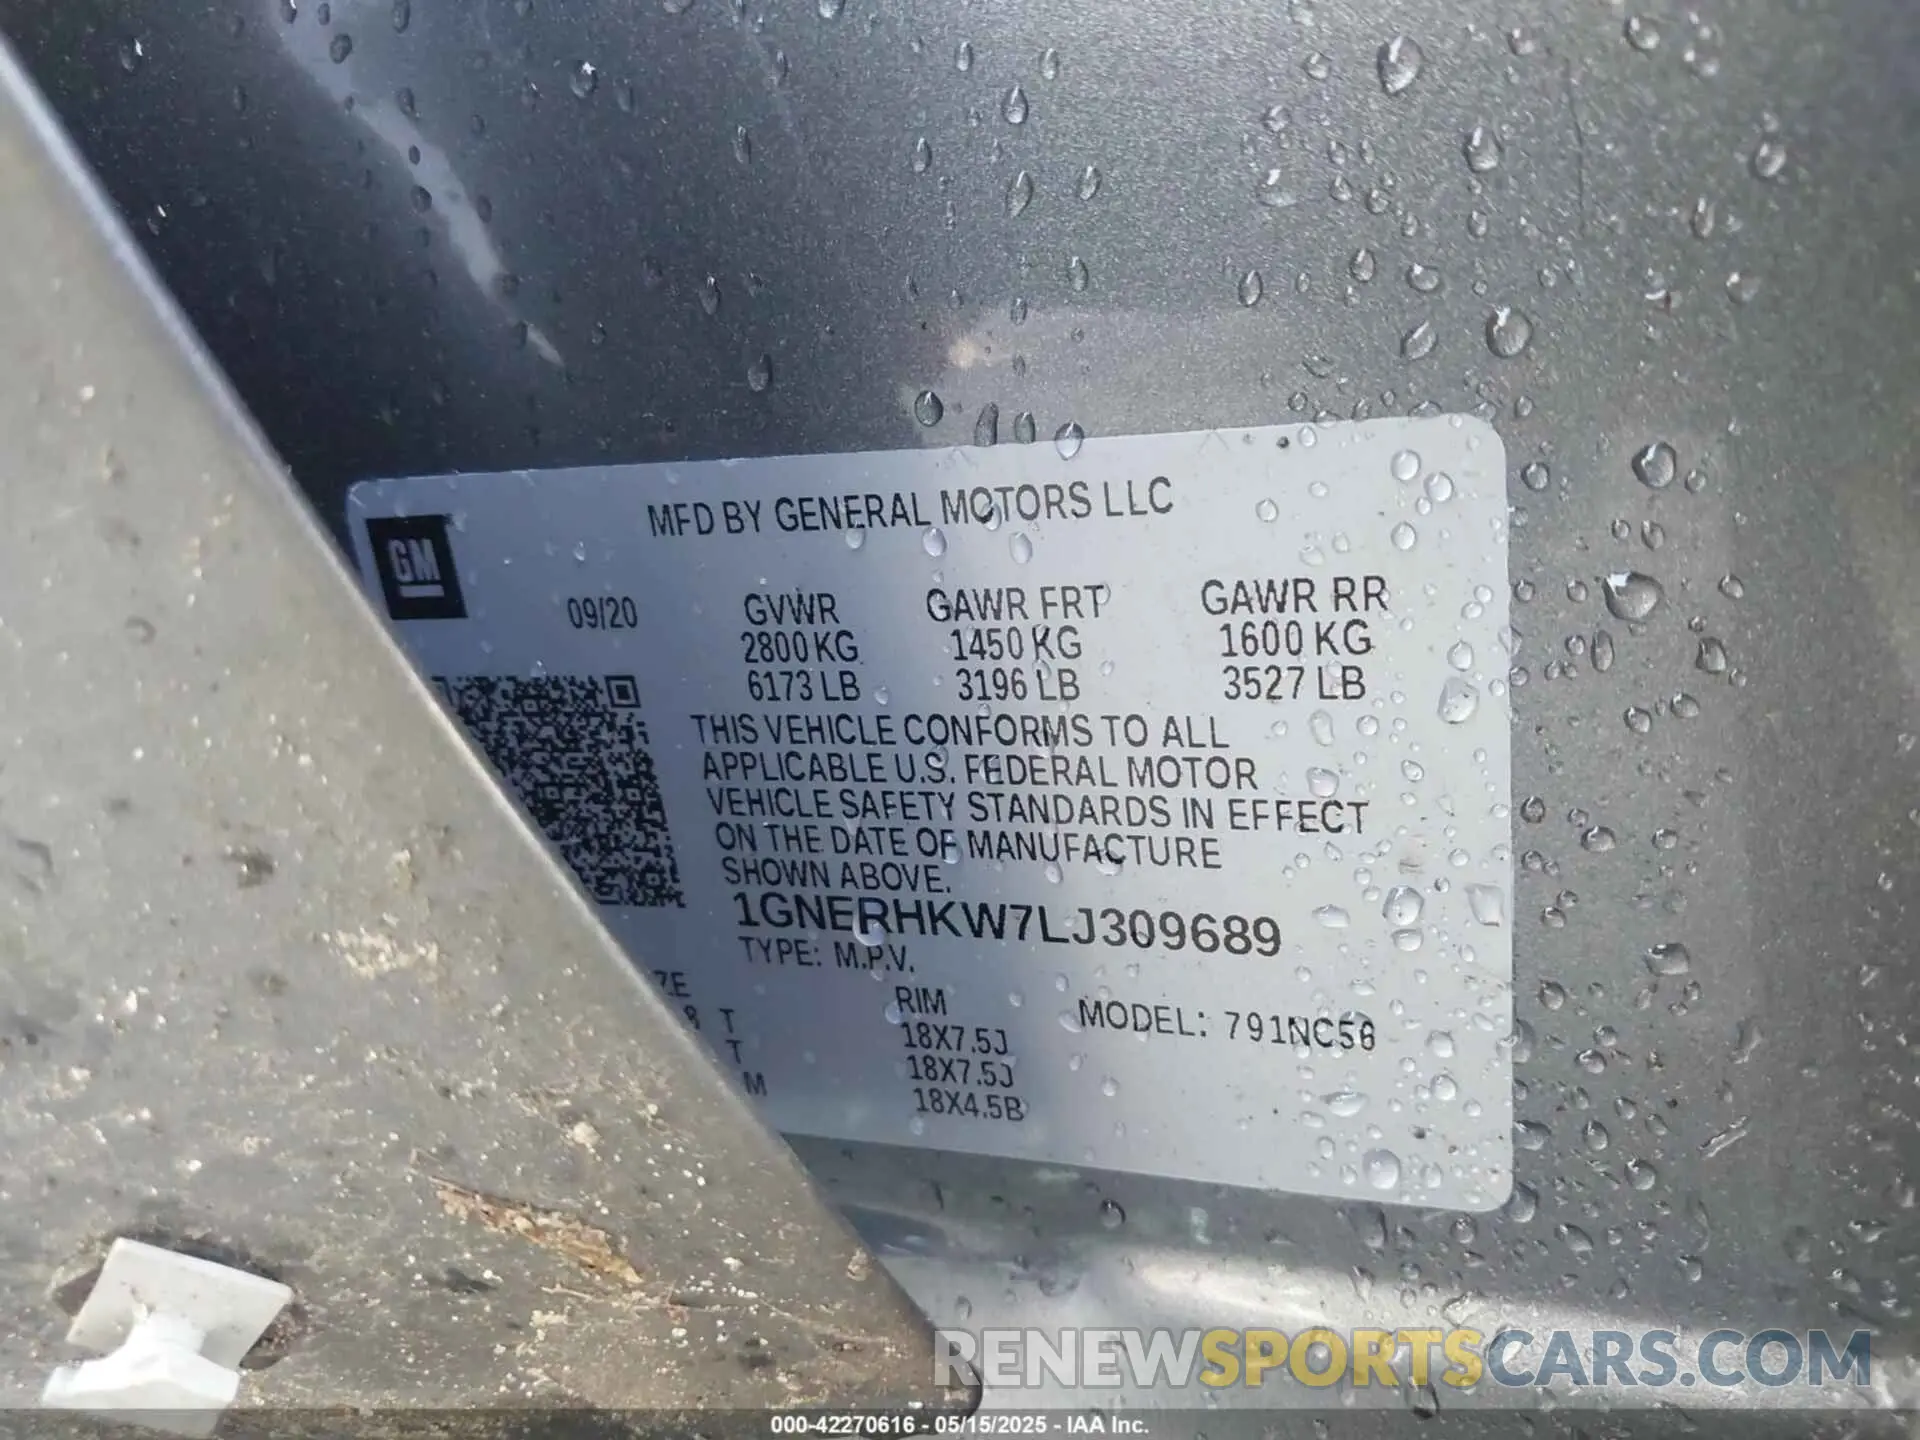 MFD BY GENERAL MOTORS LLC
GM
09/20 GVWR GAWR FRT GAWR RR
2800 KG 1450 KG 1600 KG
6173 LB 3196 LB 3527 LB
THIS VEHICLE CONFORMS TO ALL
APPLICABLE U.S. FEDERAL MOTOR
VEHICLE SAFETY STANDARDS IN EFFECT
ON THE DATE OF MANUFACTURE
SHOWN ABOVE.
1GNERHKW7LJ309689
TYPE: M.P.V.
ZE RIM MODEL: 791NC56
8 T 18X7.5J
T 18X7.5J
M 18X4.5B
RENEWSPORTSCARS.COM
000-42270616 - 05/15/2025 - IAA Inc.